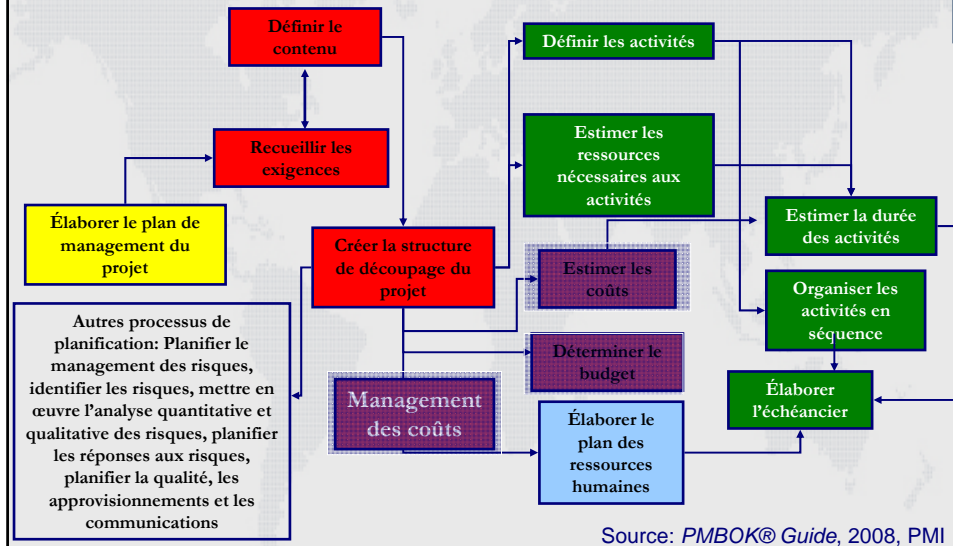 Définir le
contenu
Définir les activités
Recueillir les
exigences
Estimer les
ressources
nécessaires aux
activités
Élaborer le plan de
management du
projet
Créer la structure
de découpage du
projet
Estimer les
coûts
Estimer la durée
des activités
Organiser les
activités en
séquence
Autres processus de
planification: Planifier le
management des risques,
identifier les risques, mettre en
œuvre l'analyse quantitative et
qualitative des risques, planifier
les réponses aux risques,
planifier la qualité, les
approvisionnements et les
communications
Déterminer le
budget
Management
des coûts
Élaborer le
plan des
ressources
humaines
Élaborer
l'échéancier
Source: PMBOK® Guide, 2008, PMI